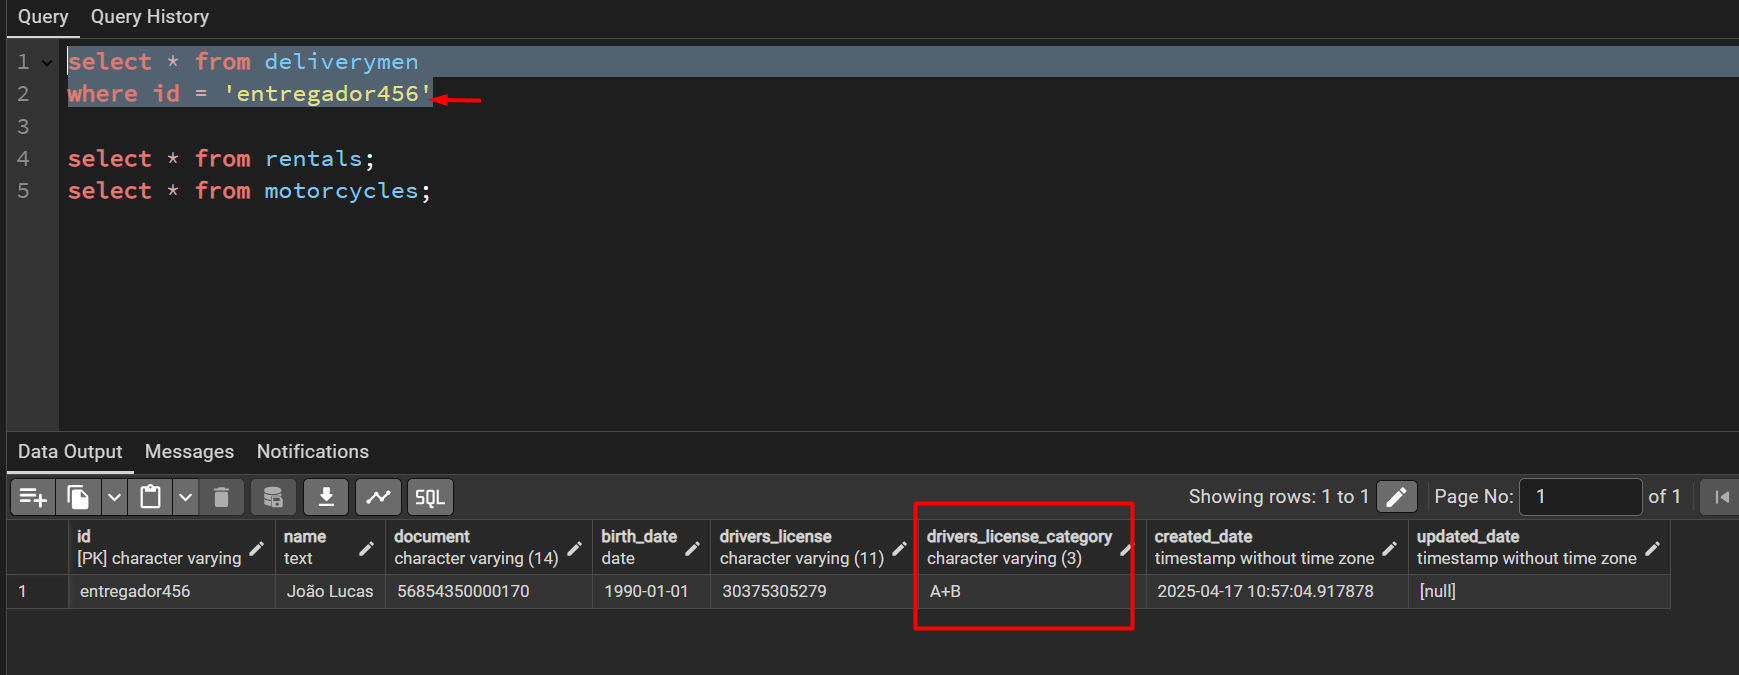 Query Query History
1 select * from deliverymen
2 where id = 'entregador456'
3
4 select * from rentals;
5 select * from motorcycles;
Data Output Messages Notifications
SQL Showing rows: 1 to 1 Page No: 1 of 1
id name document birth_date drivers_license drivers_license_category created_date updated_date
[PK] character varying text character varying (14) date character varying (11) character varying (3) timestamp without time zone timestamp without time zone
1 entregador456 João Lucas 56854350000170 1990-01-01 30375305279 A+B 2025-04-17 10:57:04.917878 [null]